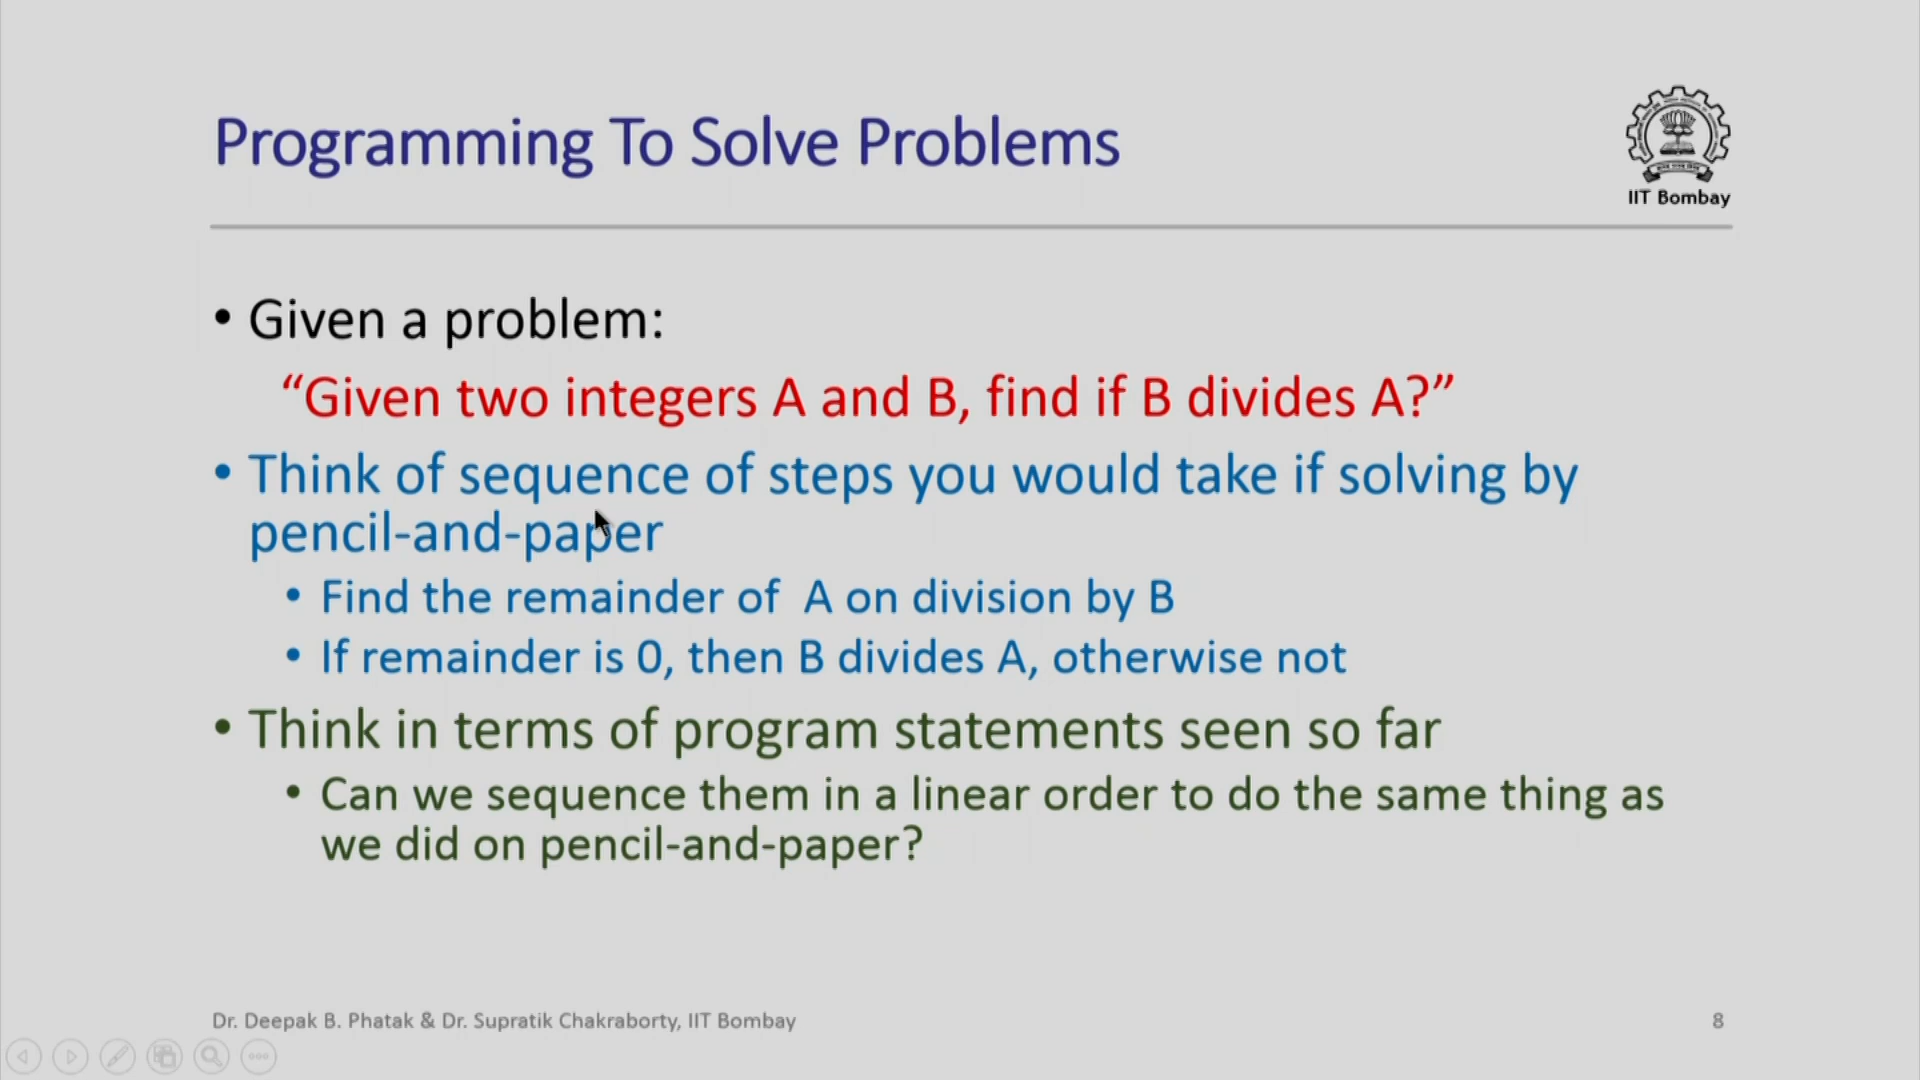 Programming To Solve Problems
IIT Bombay
• Given a problem:
“Given two integers A and B, find if B divides A?”
• Think of sequence of steps you would take if solving by
pencil-and-paper
• Find the remainder of A on division by B
• If remainder is 0, then B divides A, otherwise not
• Think in terms of program statements seen so far
• Can we sequence them in a linear order to do the same thing as
we did on pencil-and-paper?
Dr. Deepak B. Phatak & Dr. Supratik Chakraborty, IIT Bombay
8